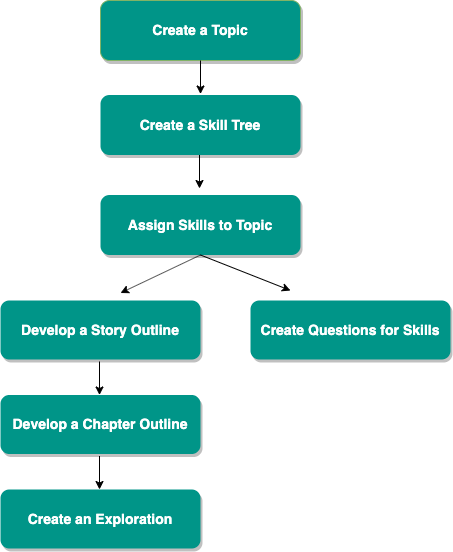 Create a Topic
Create a Skill Tree
Assign Skills to Topic
Develop a Story Outline
Create Questions for Skills
Develop a Chapter Outline
Create an Exploration